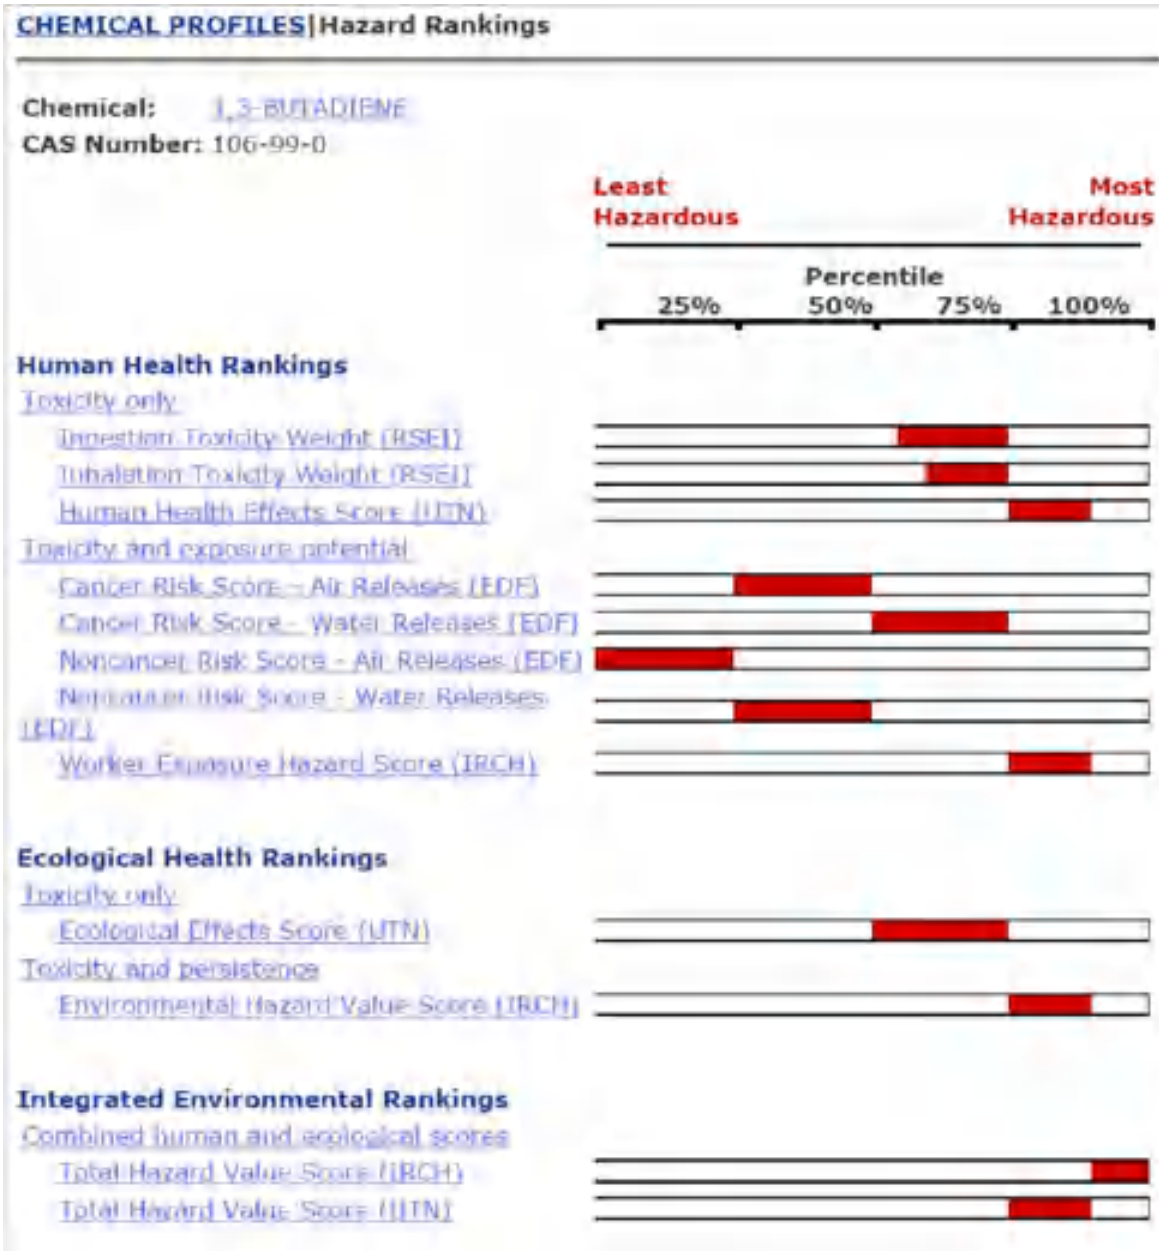 CHEMICAL PROFILES|Hazard Rankings
Chemical: 1,3-BUTADIENE
CAS Number: 106-99-0
Least Most
Hazardous Hazardous
Percentile
25% 50% 75% 100%
Human Health Rankings
Toxicity only
Ingestion Toxicity Weight (RSEI)
Inhalation Toxicity Weight (RSEI)
Human Health Effects Score (UTN)
Toxicity and exposure potential
Cancer Risk Score - Air Releases (EDF)
Cancer Risk Score - Water Releases (EDF)
Noncancer Risk Score - Air Releases (EDF)
Noncancer Risk Score - Water Releases
(EDF)
Worker Exposure Hazard Score (IRCH)
Ecological Health Rankings
Toxicity only
Ecological Effects Score (UTN)
Toxicity and persistence
Environmental Hazard Value Score (IRCH)
Integrated Environmental Rankings
Combined human and ecological scores
Total Hazard Value Score (IRCH)
Total Hazard Value Score (UTN)